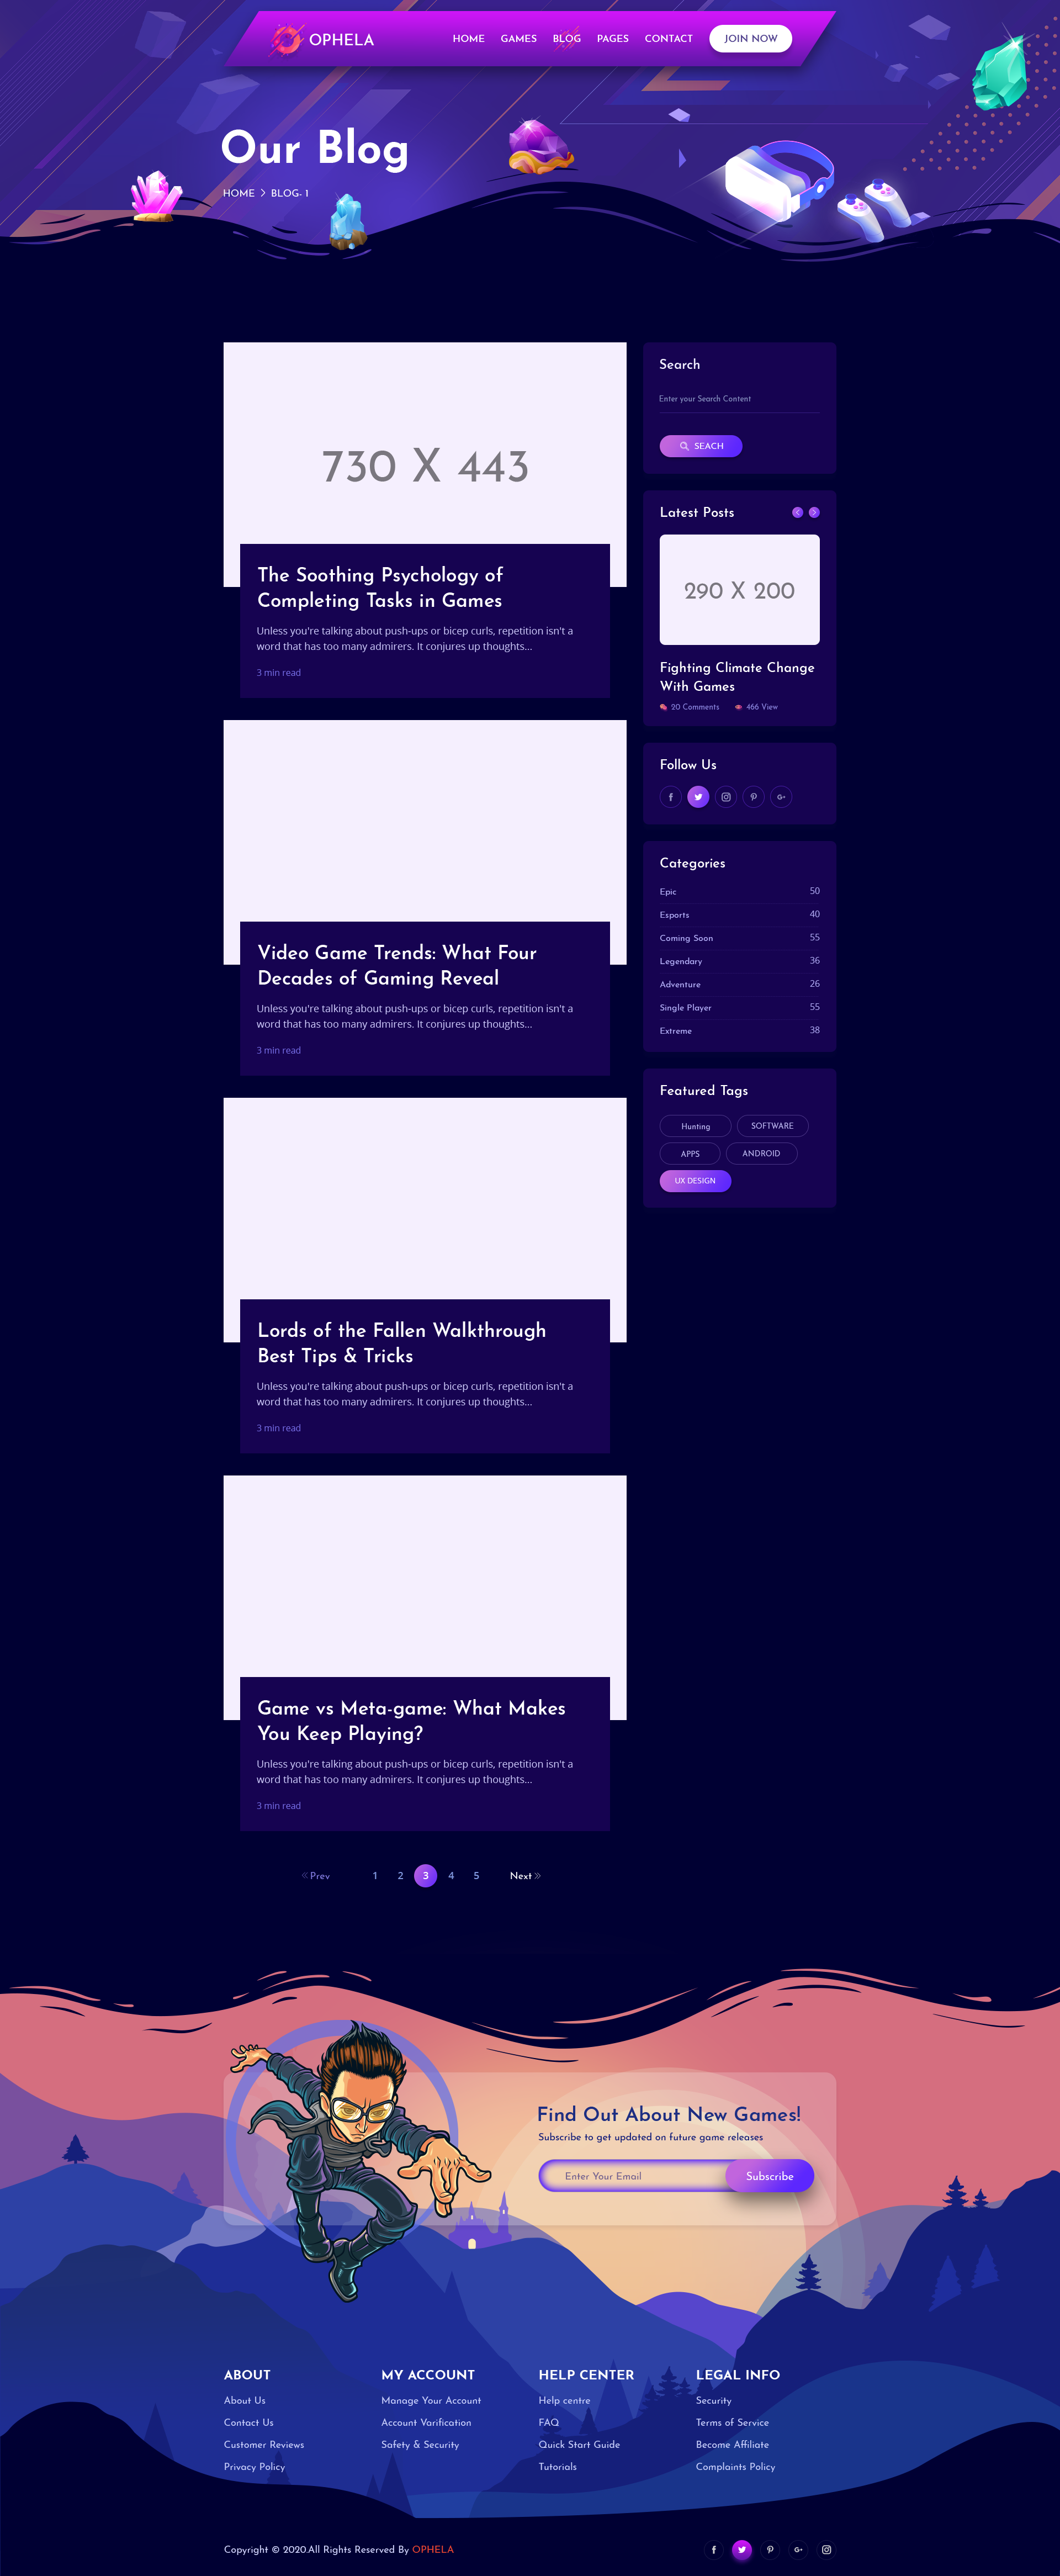 OPHELA
HOME GAMES BLOG PAGES CONTACT JOIN NOW
Our Blog
HOME > BLOG- 1
730 X 443
The Soothing Psychology of
Completing Tasks in Games
Unless you're talking about push-ups or bicep curls, repetition isn't a
word that has too many admirers. It conjures up thoughts...
3 min read
Video Game Trends: What Four
Decades of Gaming Reveal
Unless you're talking about push-ups or bicep curls, repetition isn't a
word that has too many admirers. It conjures up thoughts...
3 min read
Lords of the Fallen Walkthrough
Best Tips & Tricks
Unless you're talking about push-ups or bicep curls, repetition isn't a
word that has too many admirers. It conjures up thoughts...
3 min read
Game vs Meta-game: What Makes
You Keep Playing?
Unless you're talking about push-ups or bicep curls, repetition isn't a
word that has too many admirers. It conjures up thoughts...
3 min read
« Prev 1 2 3 4 5 Next »
Search
Enter your Search Content
SEACH
Latest Posts
290 X 200
Fighting Climate Change
With Games
20 Comments 466 View
Follow Us
Categories
Epic 50
Esports 40
Coming Soon 55
Legendary 36
Adventure 26
Single Player 55
Extreme 38
Featured Tags
Hunting SOFTWARE
APPS ANDROID
UX DESIGN
Find Out About New Games!
Subscribe to get updated on future game releases
Enter Your Email Subscribe
ABOUT
About Us
Contact Us
Customer Reviews
Privacy Policy
MY ACCOUNT
Manage Your Account
Account Varification
Safety & Security
HELP CENTER
Help centre
FAQ
Quick Start Guide
Tutorials
LEGAL INFO
Security
Terms of Service
Become Affiliate
Complaints Policy
Copyright © 2020.All Rights Reserved By OPHELA